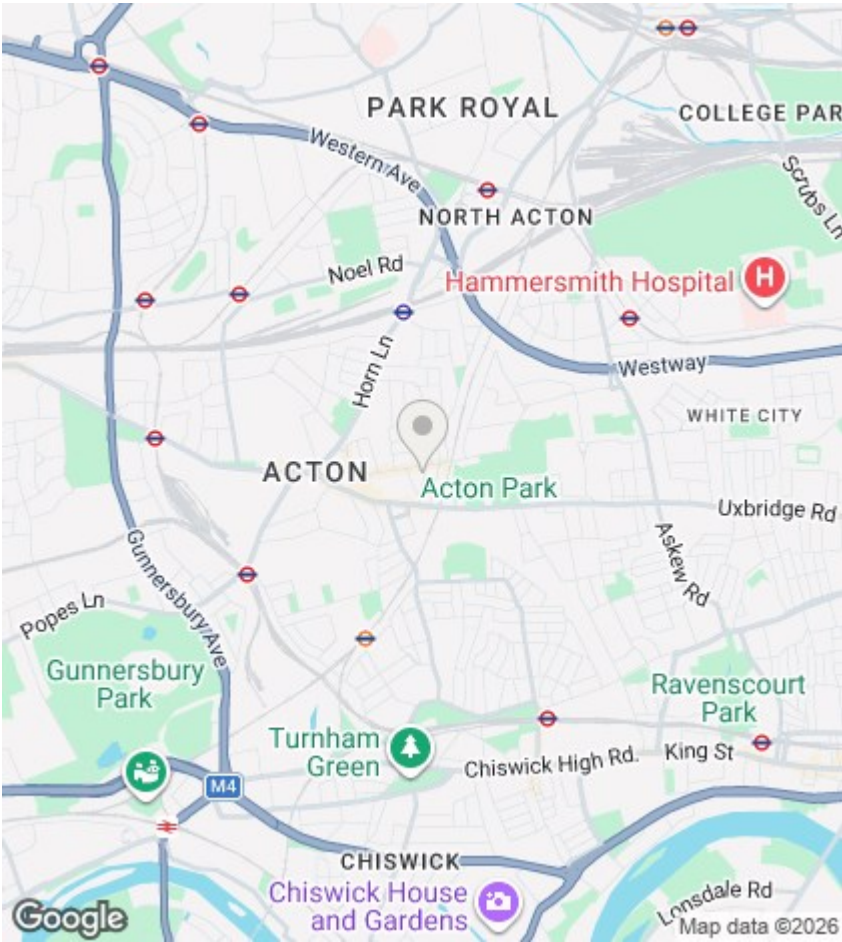 PARK ROYAL
COLLEGE PAR
Western Ave
Scrubs Ln
NORTH ACTON
Noel Rd
Hammersmith Hospital
H
Horn Ln
Westway
WHITE CITY
ACTON
Acton Park
Uxbridge Rd
Askew Rd
Gunnersbury Ave
Popes Ln
Gunnersbury
Park
Ravenscourt
Park
Turnham
Green
Chiswick High Rd.
King St
M4
CHISWICK
Chiswick House
and Gardens
Lonsdale Rd
Google
Map data ©2026